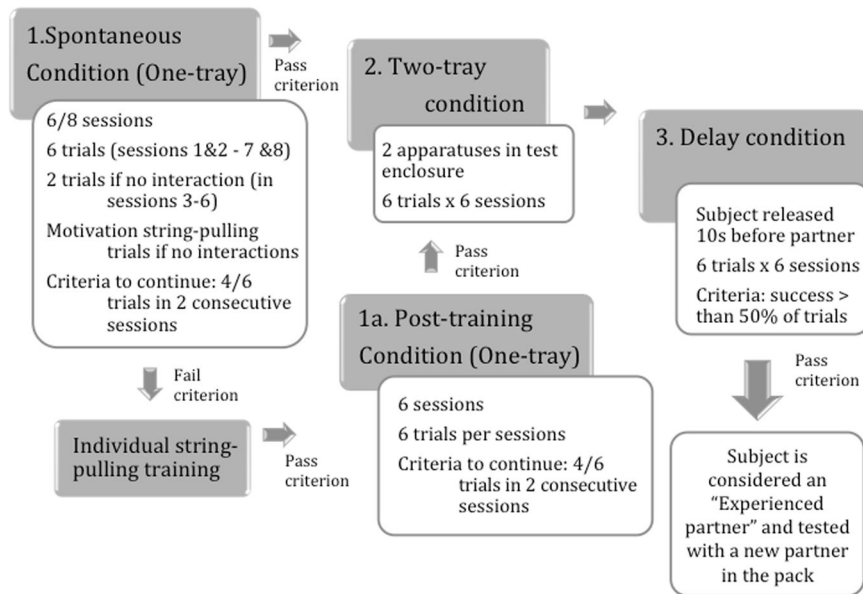 1.Spontaneous
Condition (One-tray)
6/8 sessions
6 trials (sessions 1&2 - 7 &8)
2 trials if no interaction (in
sessions 3-6)
Motivation string-pulling
trials if no interactions
Criteria to continue: 4/6
trials in 2 consecutive
sessions
Pass
criterion
Fail
criterion
Individual string-
pulling training
Pass
criterion
1a. Post-training
Condition (One-tray)
6 sessions
6 trials per sessions
Criteria to continue: 4/6
trials in 2 consecutive
sessions
Pass
criterion
2. Two-tray
condition
2 apparatuses in test
enclosure
6 trials x 6 sessions
3. Delay condition
Subject released
10s before partner
6 trials x 6 sessions
Criteria: success >
than 50% of trials
Pass
criterion
Subject is
considered an
“Experienced
partner” and tested
with a new partner
in the pack